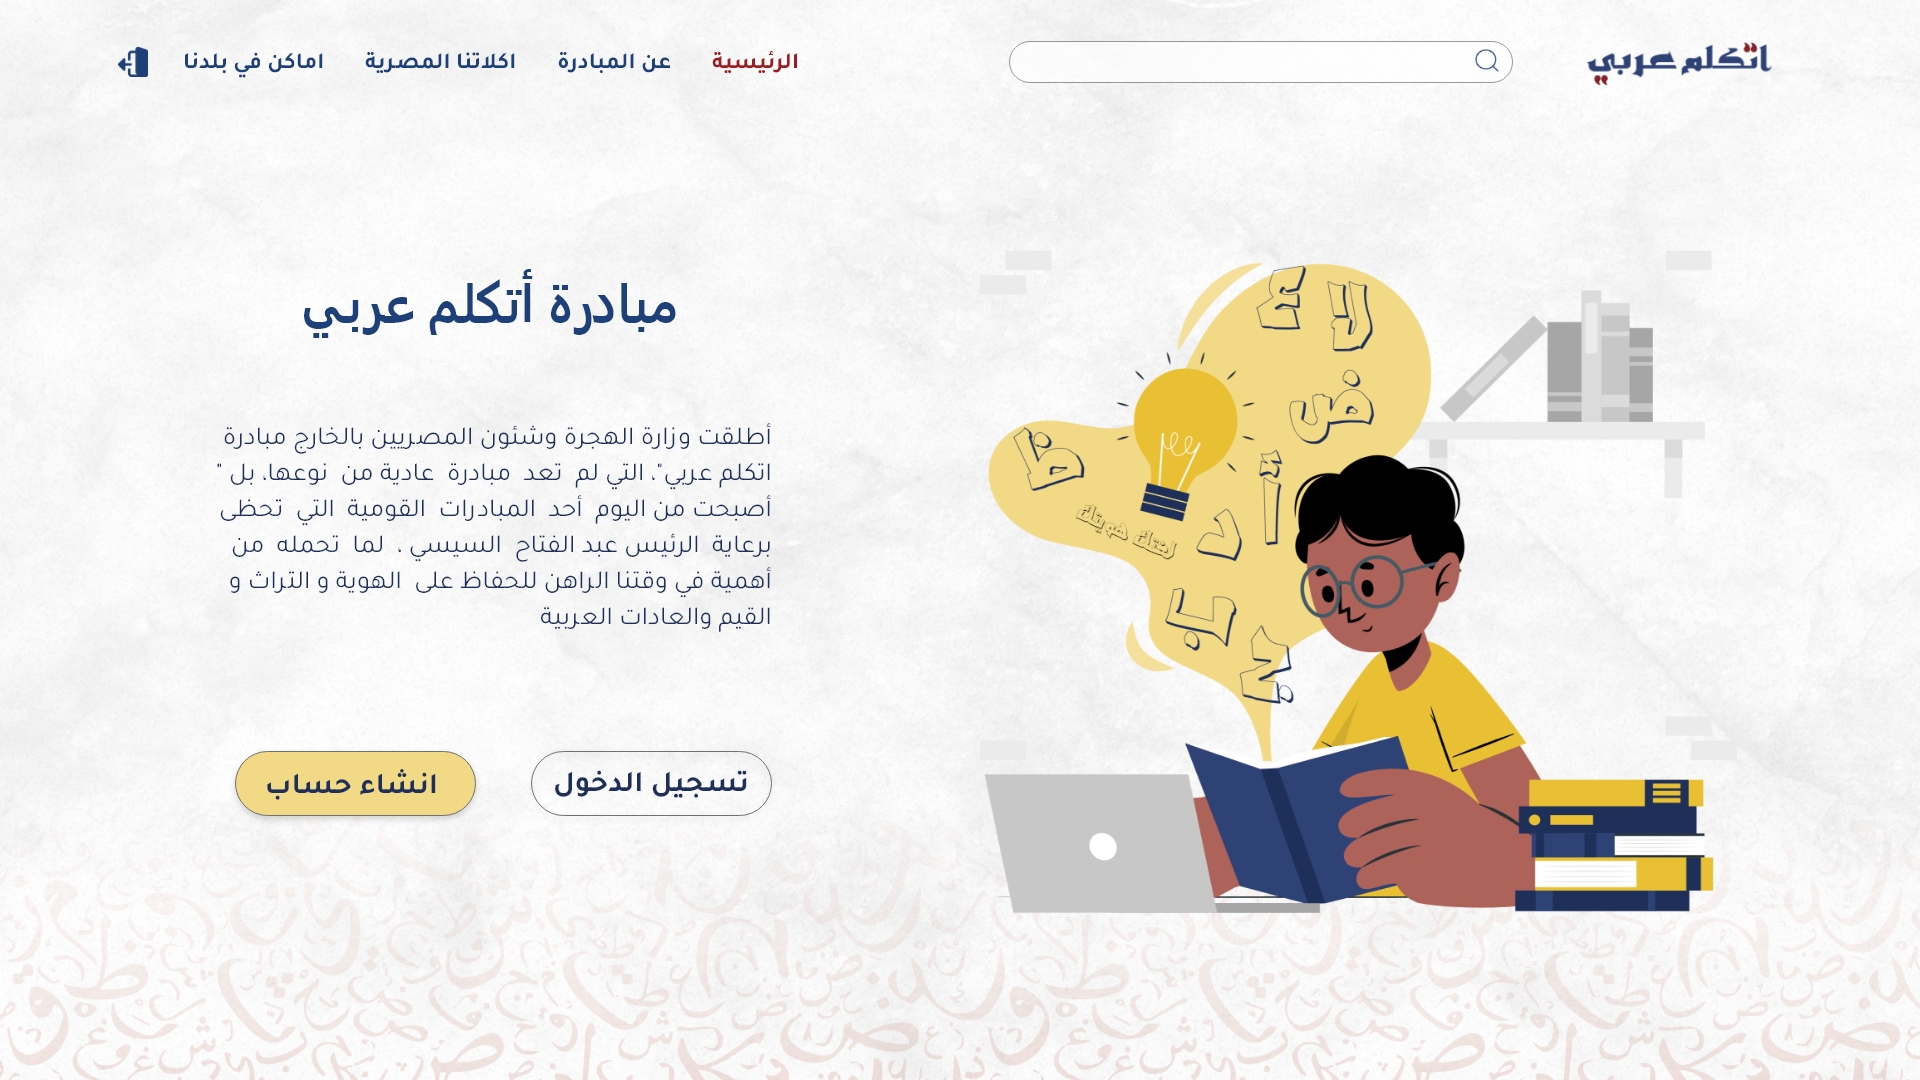 اتكلم عربي
الرئيسية
عن المبادرة
اكلاتنا المصرية
اماكن في بلدنا
مبادرة أتكلم عربي
أطلقت وزارة الهجرة وشئون المصريين بالخارج مبادرة
اتكلم عربي"، التي لم تعد مبادرة عادية من نوعها، بل "
أصبحت من اليوم أحد المبادرات القومية التي تحظى
برعاية الرئيس عبد الفتاح السيسي ، لما تحمله من
أهمية في وقتنا الراهن للحفاظ على الهوية و التراث و
القيم والعادات العربية
تسجيل الدخول
انشاء حساب
لا
ع
ض
ظ
أ
د
لغتك هويتك
ج